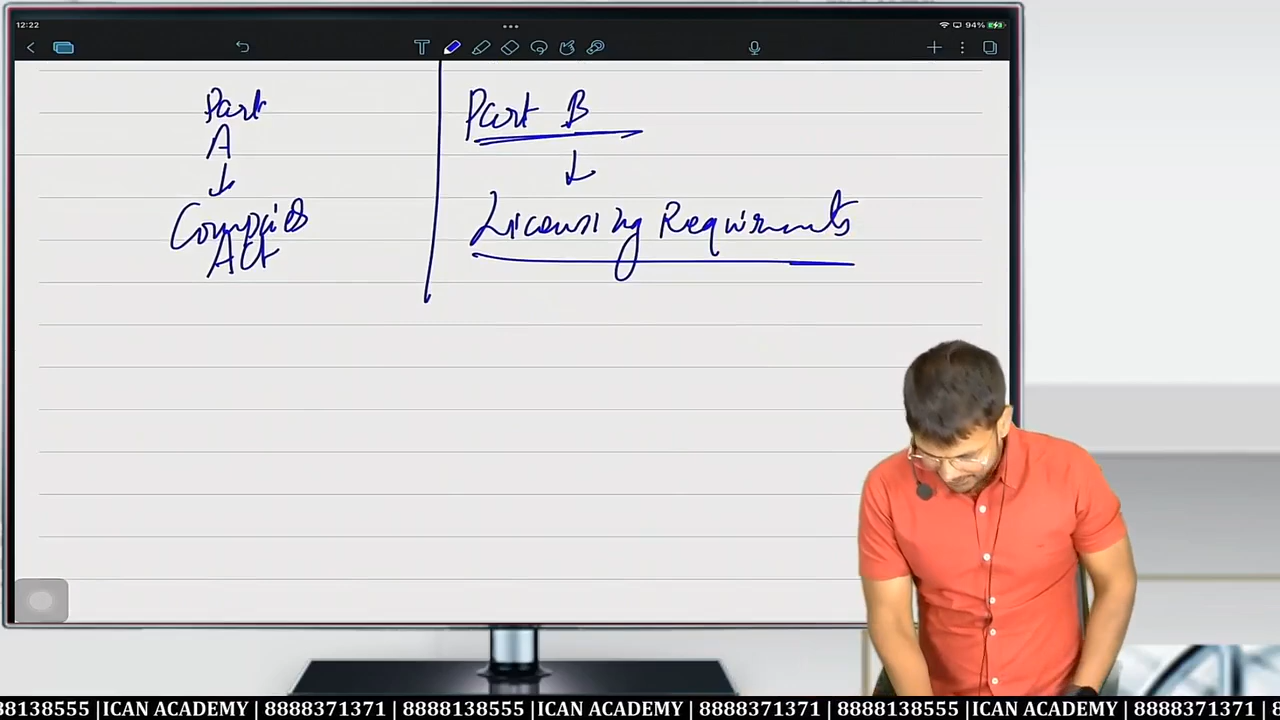 12:22
94%
Part
A
Companies
Act
Part B
Licensing Requirements
88138555 |ICAN ACADEMY | 8888371371 | 8888138555 |ICAN ACADEMY | 8888371371 | 8888138555 |ICAN ACADEMY | 8888371371 | 8